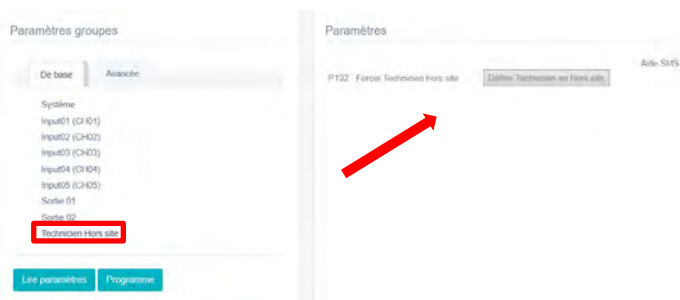 Paramètres groupes
De base
Avancée
Système
Input01 (CH01)
Input02 (CH02)
Input03 (CH03)
Input04 (CH04)
Input05 (CH05)
Sortie 01
Sortie 02
Technicien Hors site
Lire paramètres
Programme
Paramètres
Aide SMS
P132 Forcer Technicien hors site
Définir Technicien en Hors site